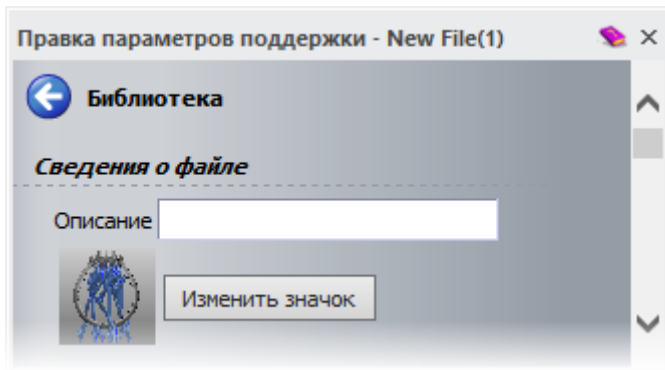 Правка параметров поддержки - New File(1)
Библиотека
Сведения о файле
Описание
Изменить значок